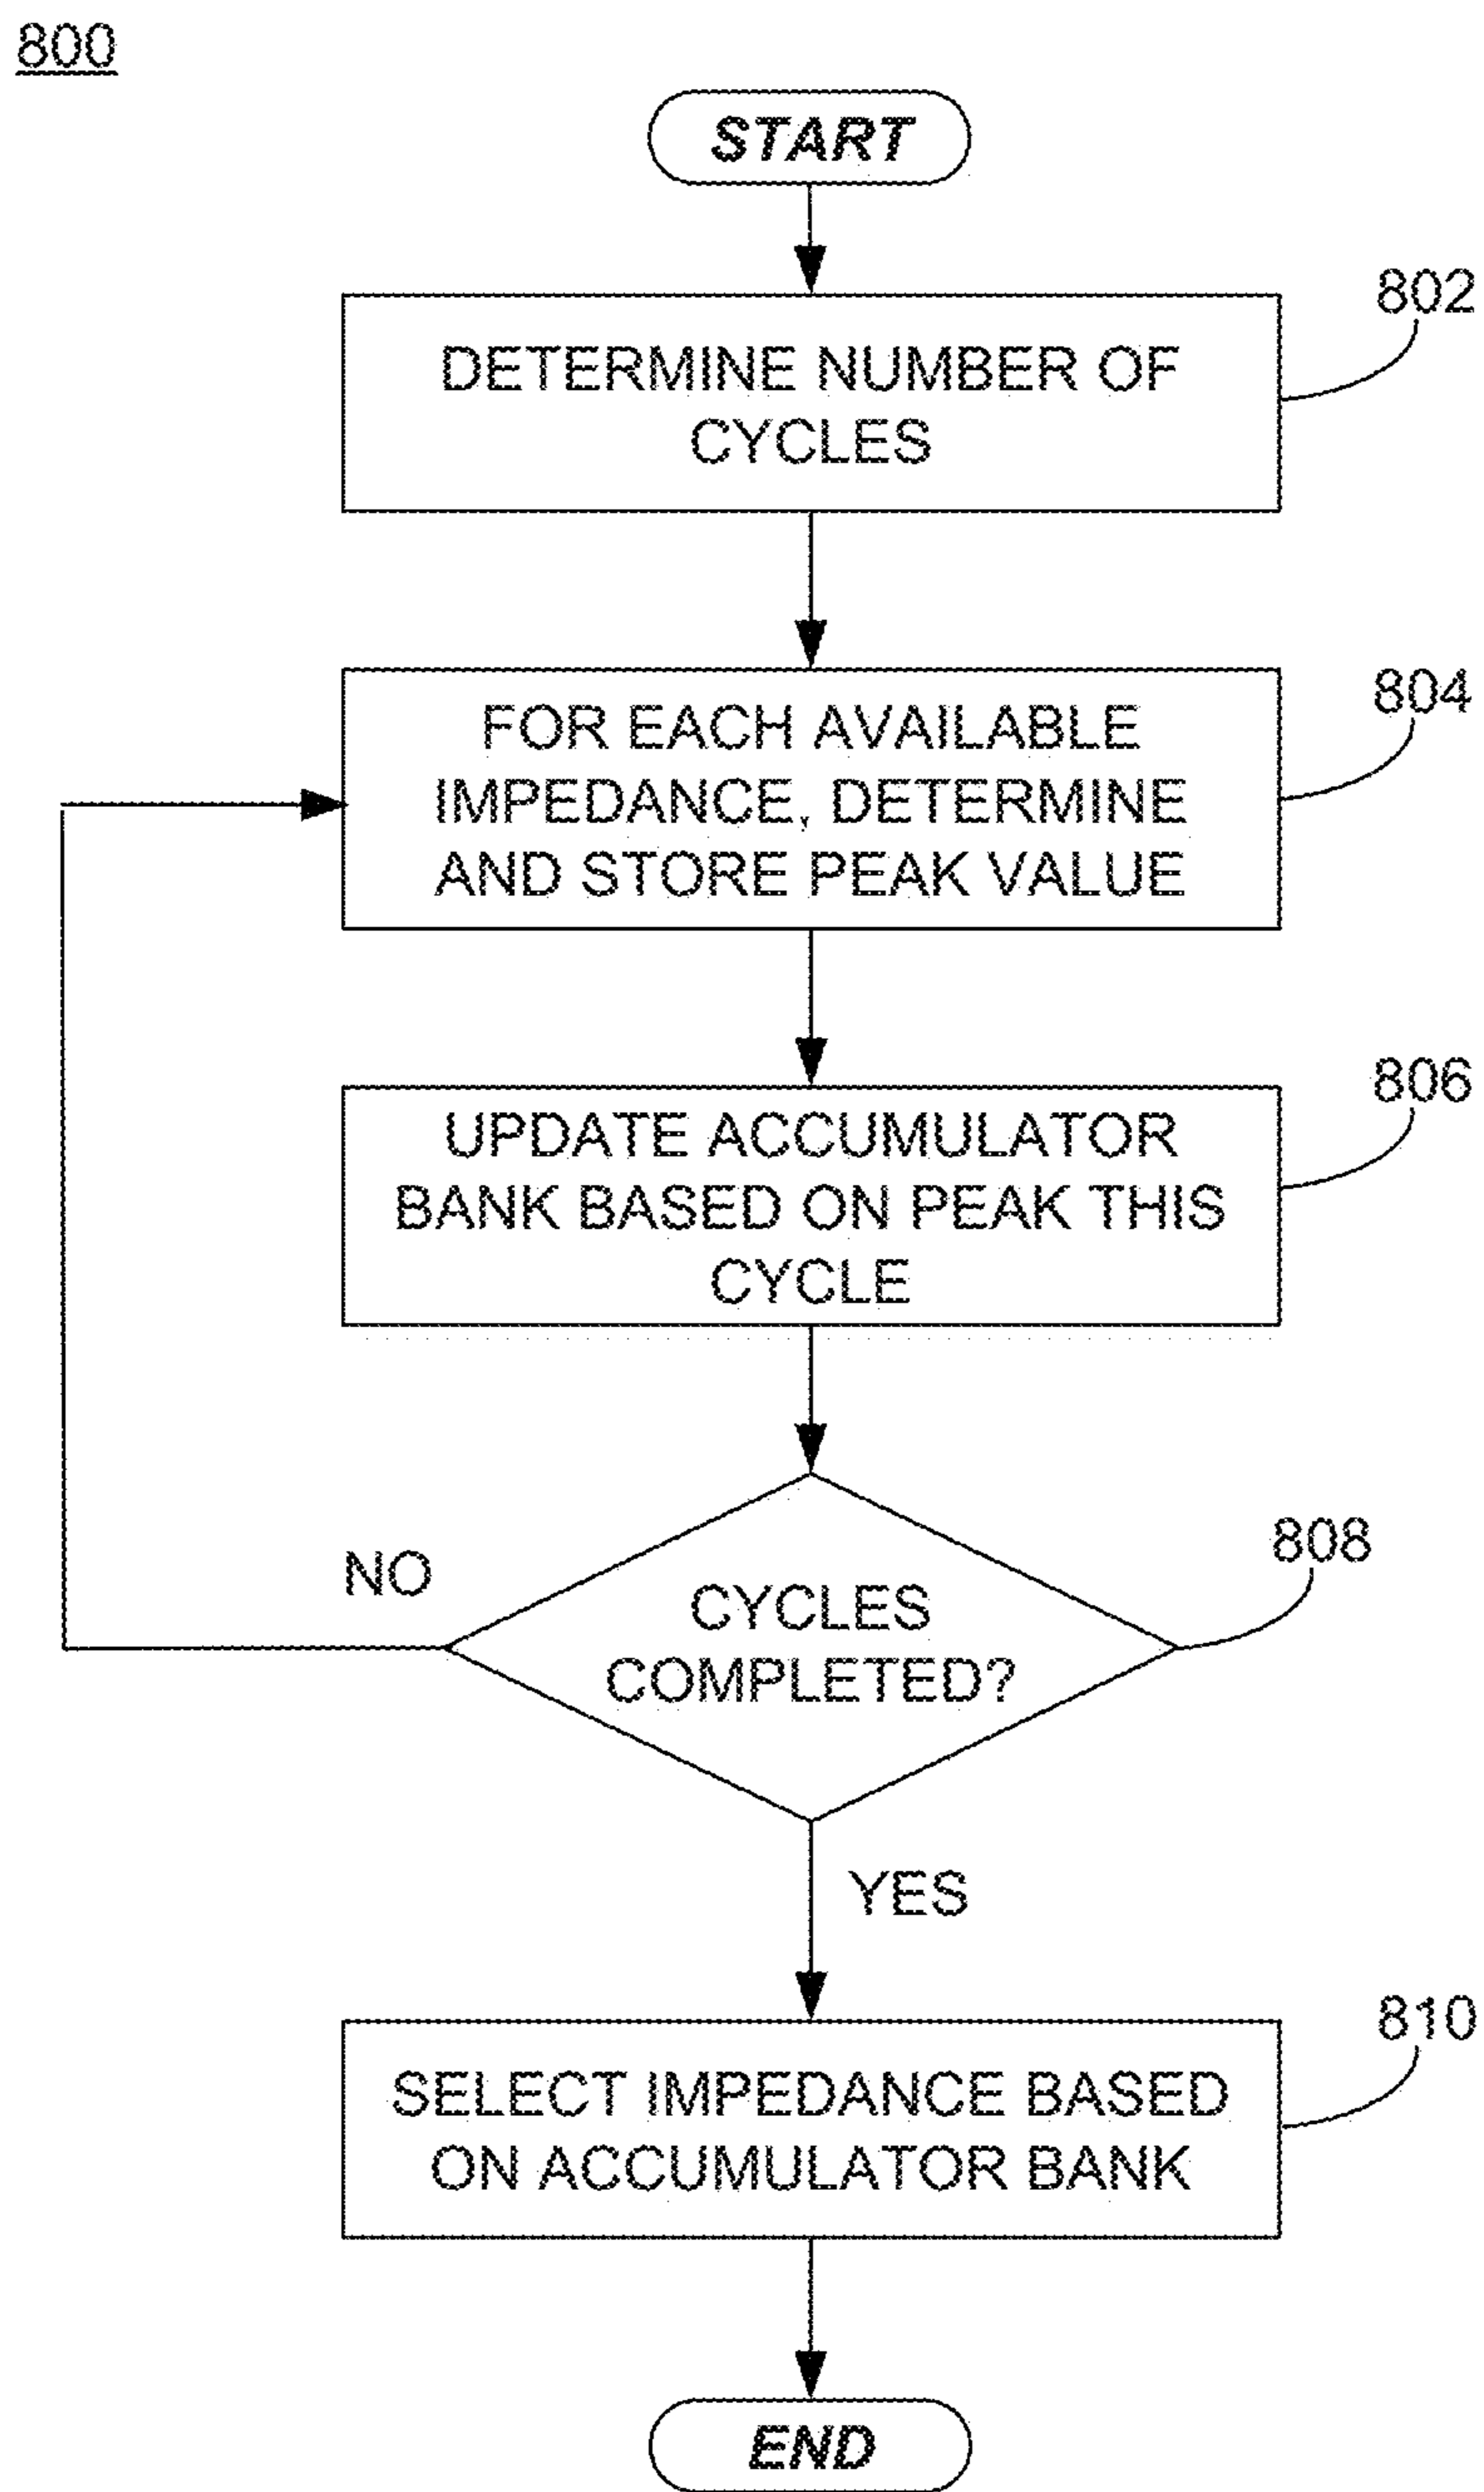 800
START
802
DETERMINE NUMBER OF
CYCLES
804
FOR EACH AVAILABLE
IMPEDANCE, DETERMINE
AND STORE PEAK VALUE
806
UPDATE ACCUMULATOR
BANK BASED ON PEAK THIS
CYCLE
808
NO
CYCLES
COMPLETED?
YES
810
SELECT IMPEDANCE BASED
ON ACCUMULATOR BANK
END